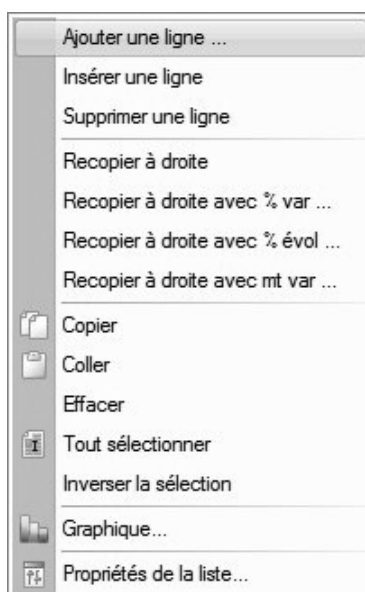 Ajouter une ligne ...
Insérer une ligne
Supprimer une ligne
Recopier à droite
Recopier à droite avec % var ...
Recopier à droite avec % évol ...
Recopier à droite avec mt var ...
Copier
Coller
Effacer
Tout sélectionner
Inverser la sélection
Graphique...
Propriétés de la liste...